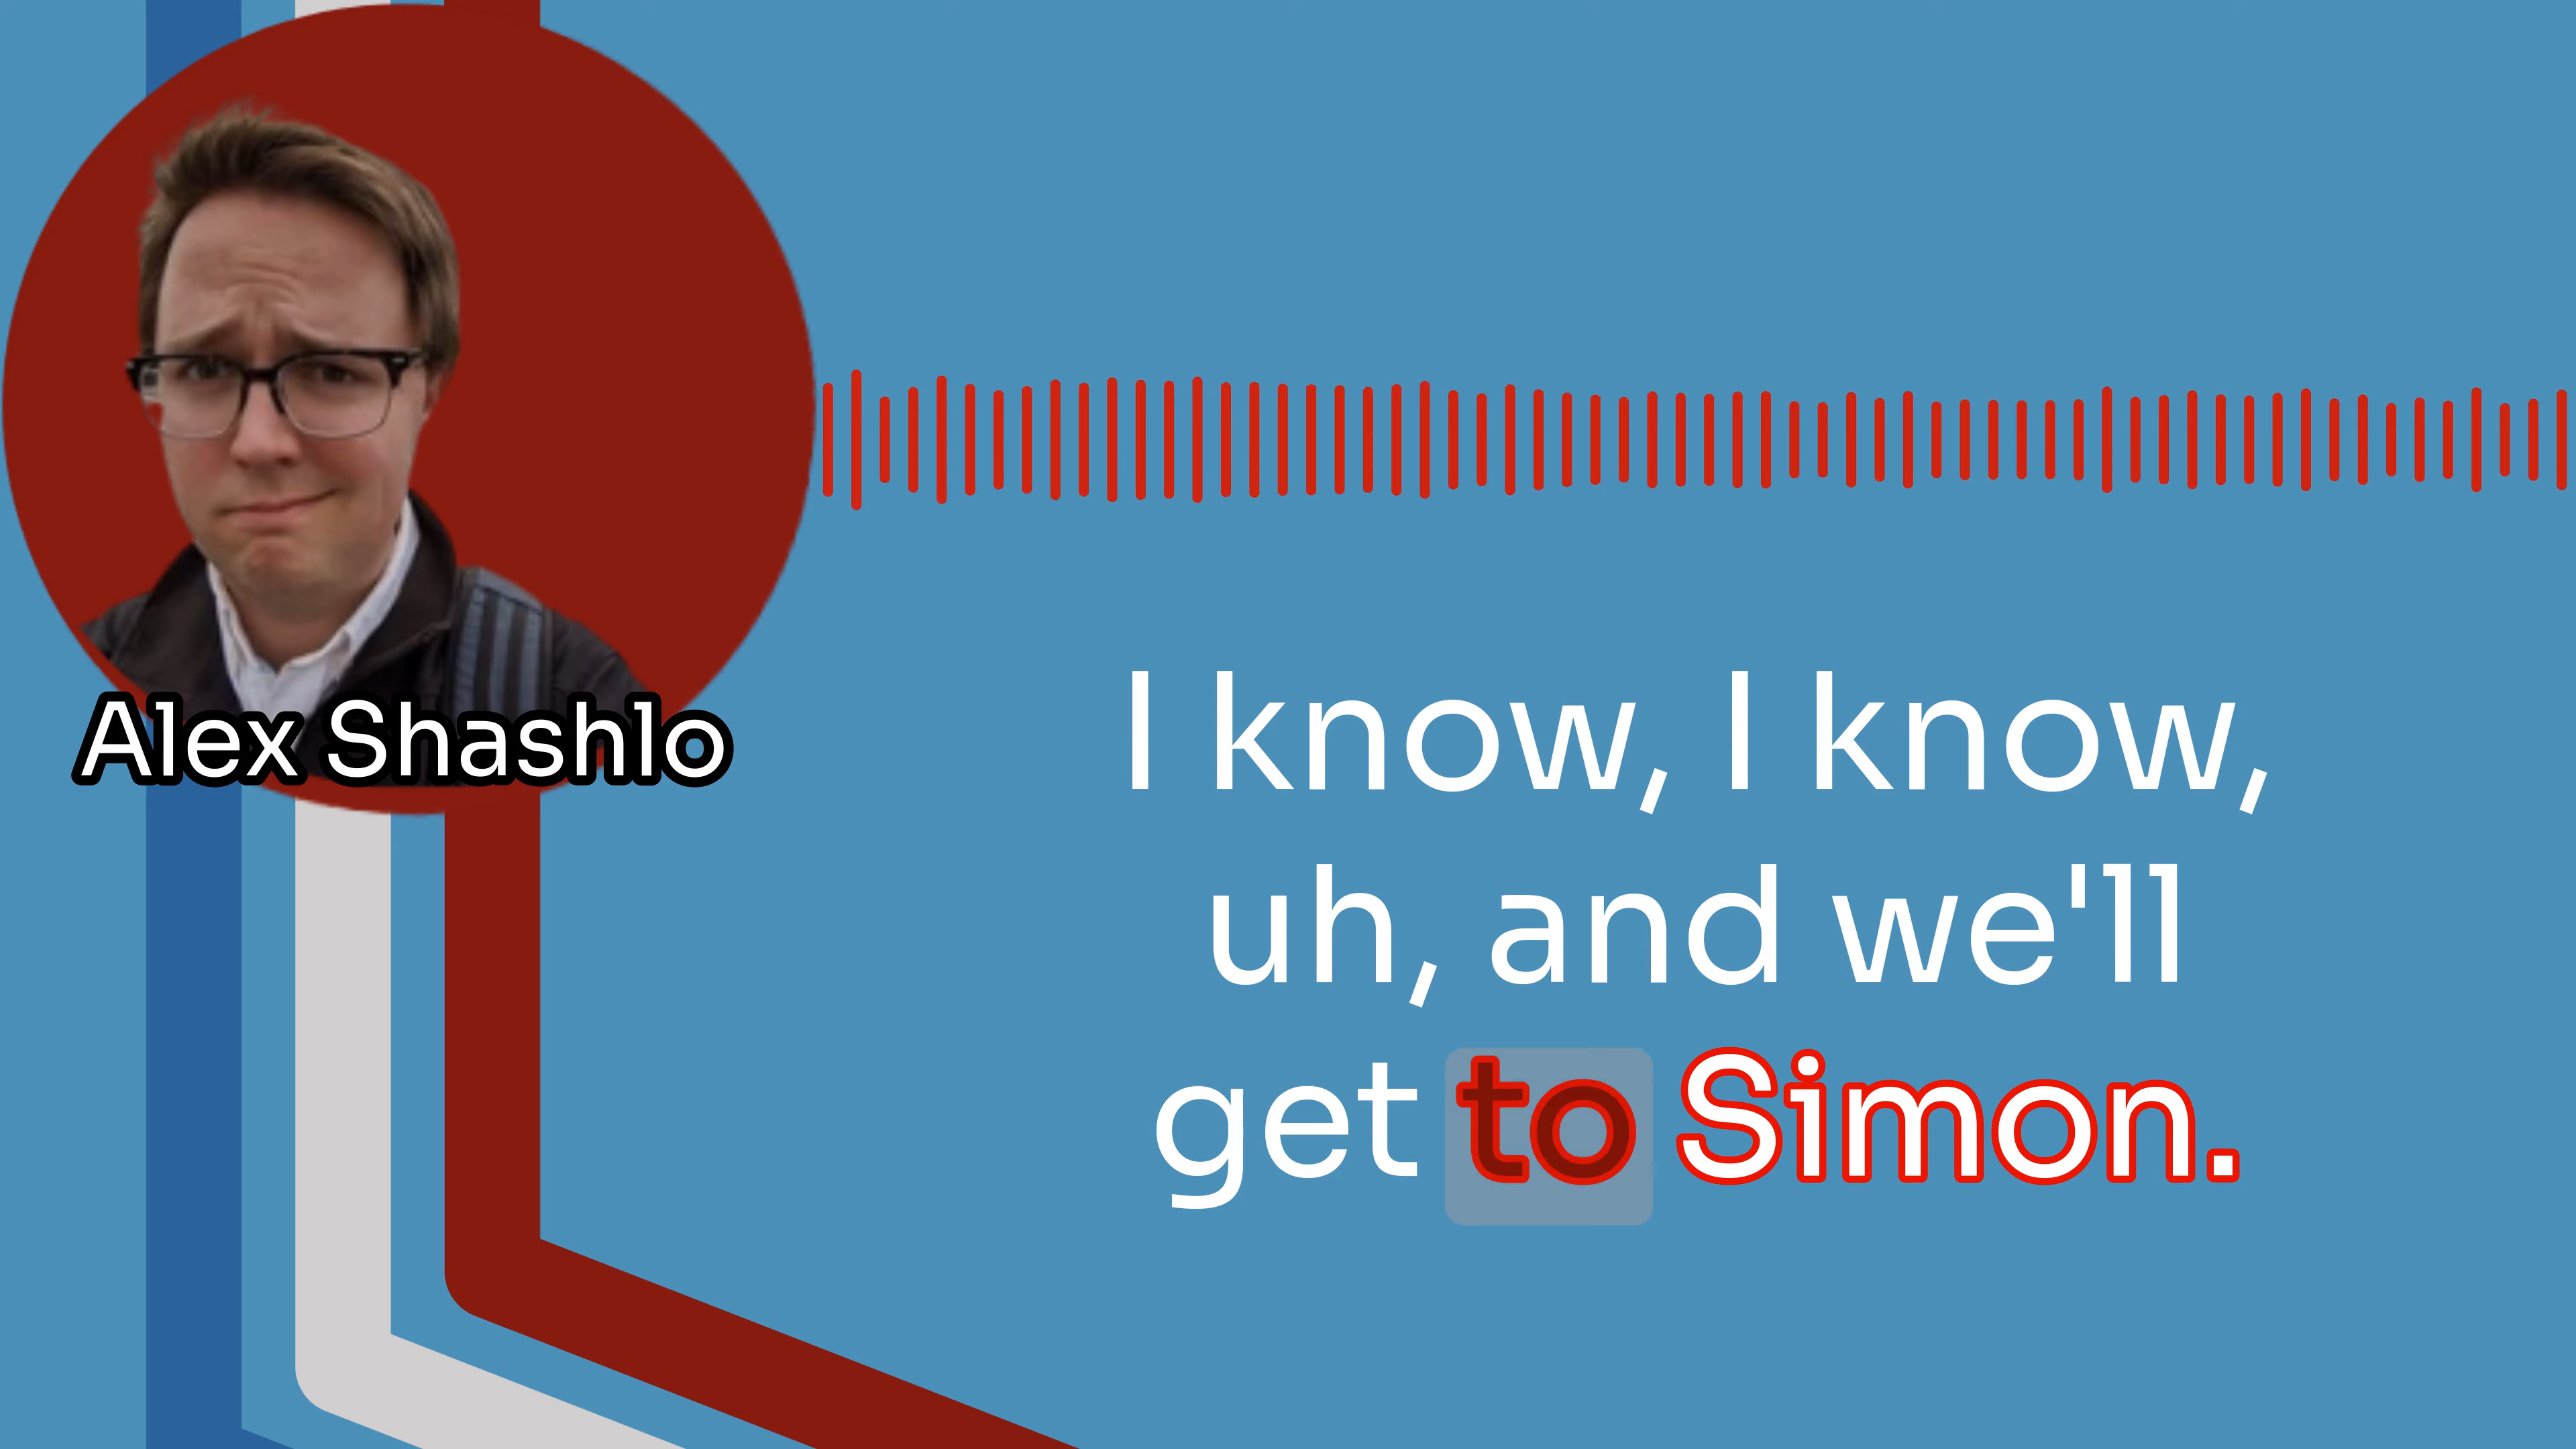 Alex Shashlo
I know, I know,
uh, and we'll
get to Simon.